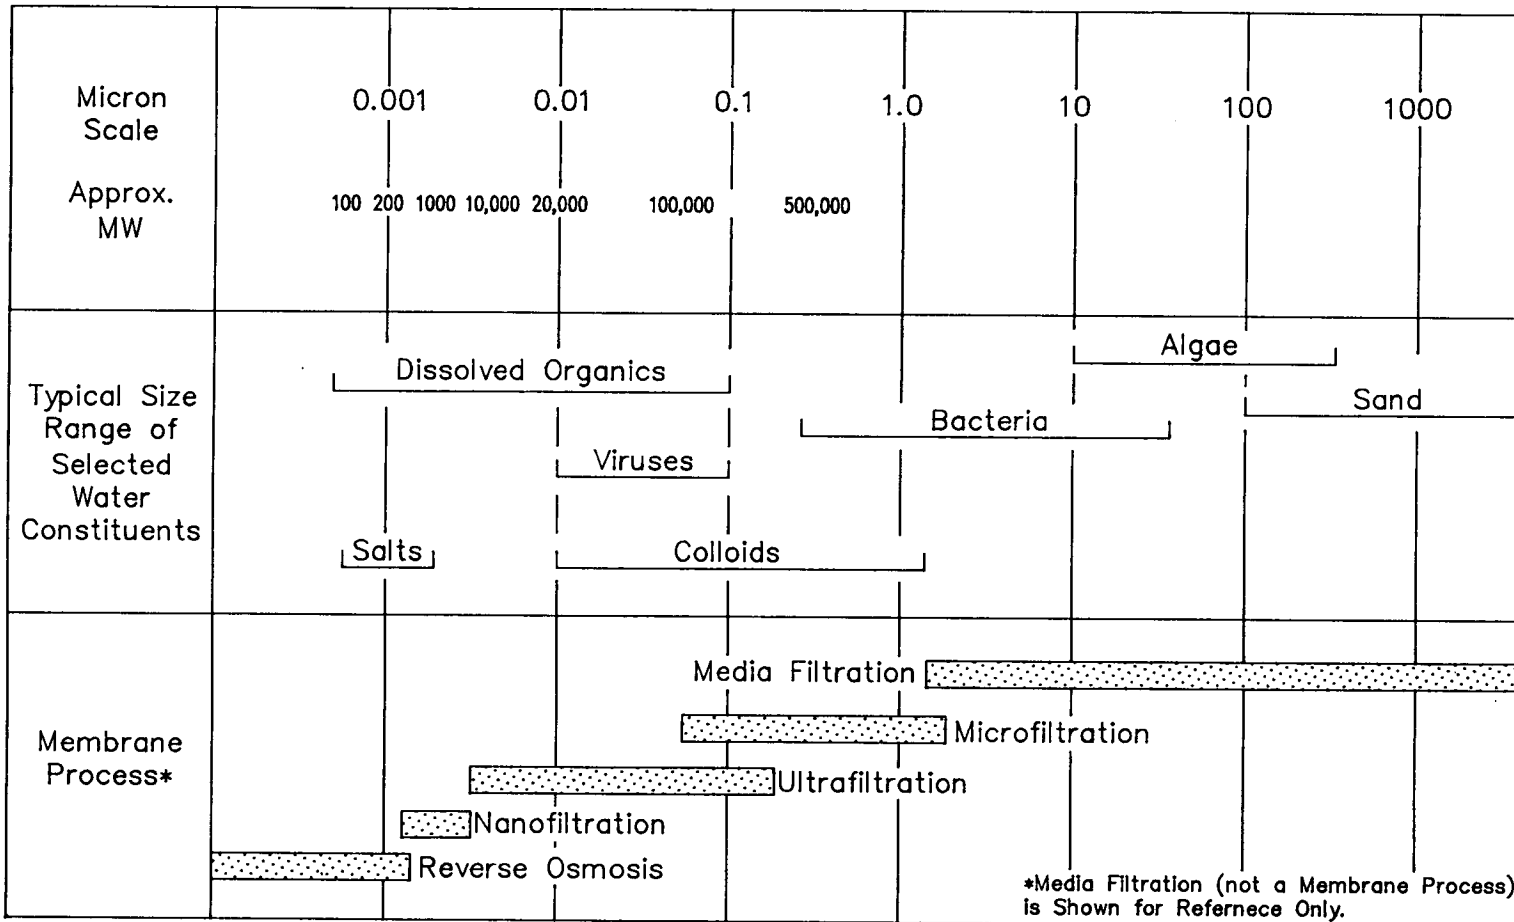 Micron
Scale
0.001 0.01 0.1 1.0 10 100 1000
Approx.
MW
100 200 1000 10,000 20,000 100,000 500,000
Typical Size
Range of
Selected
Water
Constituents
Algae
Dissolved Organics
Sand
Bacteria
Viruses
Salts
Colloids
Membrane
Process*
Media Filtration
Microfiltration
Ultrafiltration
Nanofiltration
Reverse Osmosis
*Media Filtration (not a Membrane Process)
is Shown for Refernece Only.